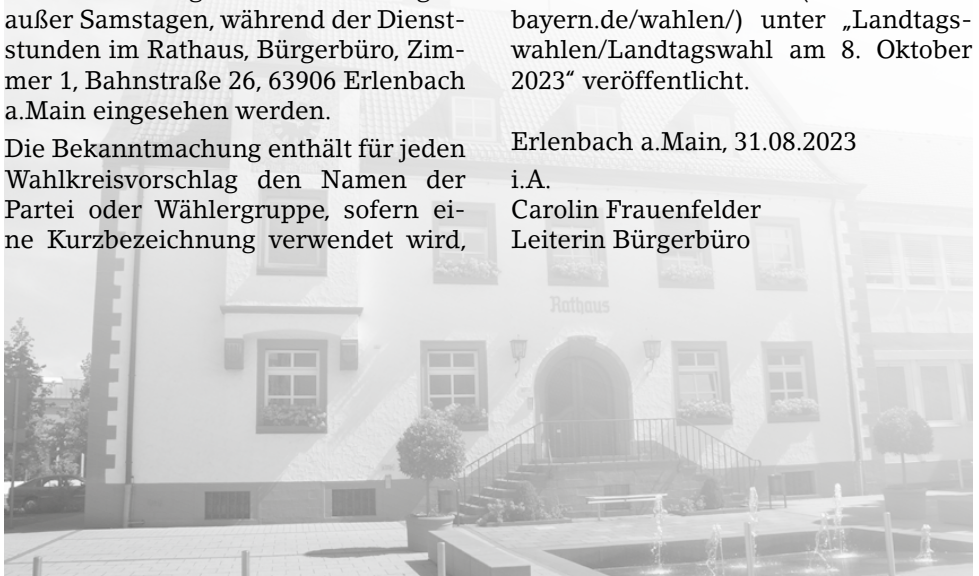 außer Samstagen, während der Dienst-
stunden im Rathaus, Bürgerbüro, Zim-
mer 1, Bahnstraße 26, 63906 Erlenbach
a.Main eingesehen werden.
Die Bekanntmachung enthält für jeden
Wahlkreisvorschlag den Namen der
Partei oder Wählergruppe, sofern ei-
ne Kurzbezeichnung verwendet wird,
bayern.de/wahlen/) unter „Landtags-
wahlen/Landtagswahl am 8. Oktober
2023“ veröffentlicht.
Erlenbach a.Main, 31.08.2023
i.A.
Carolin Frauenfelder
Leiterin Bürgerbüro
Rathaus